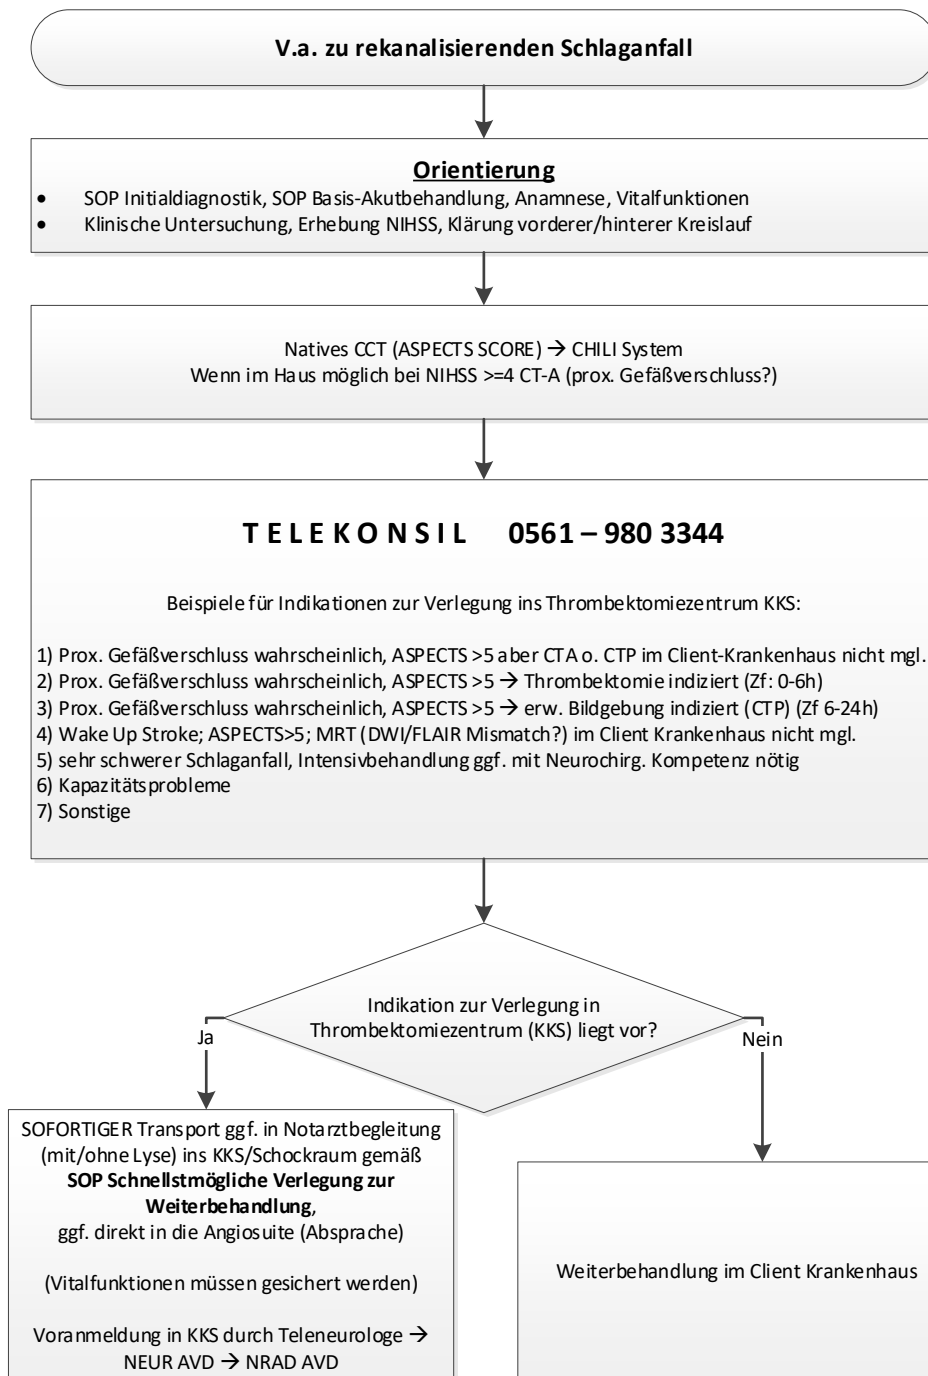 V.a. zu rekanalisierenden Schlaganfall
Orientierung
• SOP Initialdiagnostik, SOP Basis-Akutbehandlung, Anamnese, Vitalfunktionen
• Klinische Untersuchung, Erhebung NIHSS, Klärung vorderer/hinterer Kreislauf
Natives CCT (ASPECTS SCORE) → CHILI System
Wenn im Haus möglich bei NIHSS >=4 CT-A (prox. Gefäßverschluss?)
T E L E K O N S I L 0561 – 980 3344
Beispiele für Indikationen zur Verlegung ins Thrombektomiezentrum KKS:
1) Prox. Gefäßverschluss wahrscheinlich, ASPECTS >5 aber CTA o. CTP im Client-Krankenhaus nicht mgl.
2) Prox. Gefäßverschluss wahrscheinlich, ASPECTS >5 → Thrombektomie indiziert (Zf: 0-6h)
3) Prox. Gefäßverschluss wahrscheinlich, ASPECTS >5 → erw. Bildgebung indiziert (CTP) (Zf 6-24h)
4) Wake Up Stroke; ASPECTS>5; MRT (DWI/FLAIR Mismatch?) im Client Krankenhaus nicht mgl.
5) sehr schwerer Schlaganfall, Intensivbehandlung ggf. mit Neurochirg. Kompetenz nötig
6) Kapazitätsprobleme
7) Sonstige
Indikation zur Verlegung in
Thrombektomiezentrum (KKS) liegt vor?
Ja
Nein
SOFORTIGER Transport ggf. in Notarztbegleitung
(mit/ohne Lyse) ins KKS/Schockraum gemäß
SOP Schnellstmögliche Verlegung zur
Weiterbehandlung,
ggf. direkt in die Angiosuite (Absprache)
(Vitalfunktionen müssen gesichert werden)
Voranmeldung in KKS durch Teleneurologe →
NEUR AVD → NRAD AVD
Weiterbehandlung im Client Krankenhaus